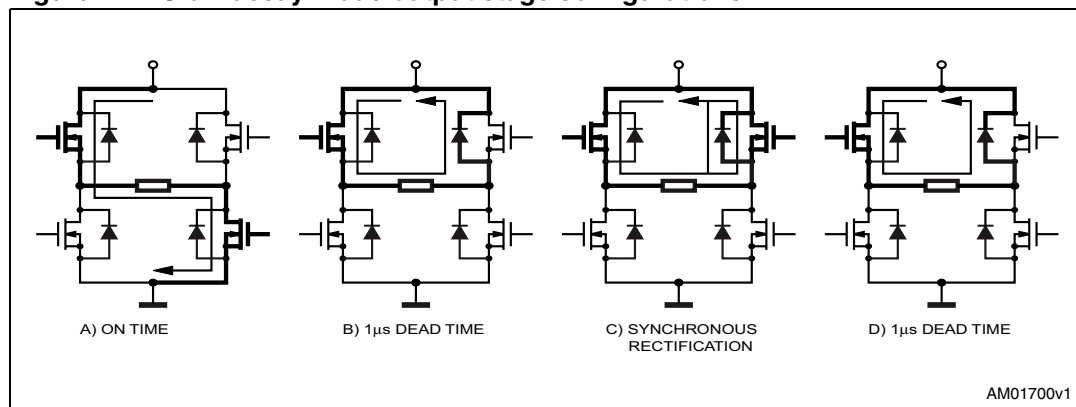 A) ON TIME
B) 1μs DEAD TIME
C) SYNCHRONOUS
RECTIFICATION
D) 1μs DEAD TIME
AM01700v1